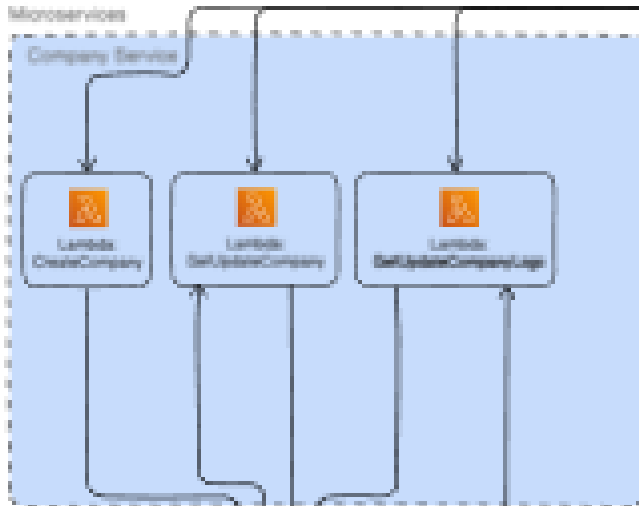 Microservices
Company Service
Lambda:
CreateCompany
Lambda:
GetUpdateCompany
Lambda:
GetUpdateCompanyLogo